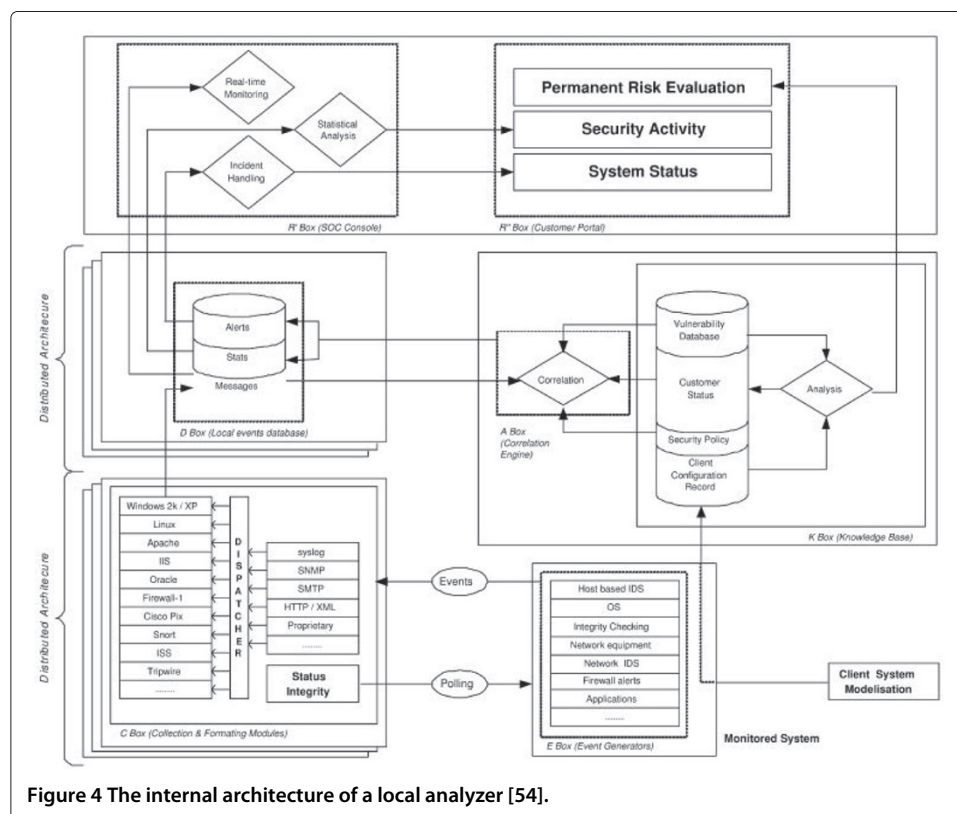 Real-time
Monitoring
Statistical
Analysis
Incident
Handling
R' Box (SOC Console)
Permanent Risk Evaluation
Security Activity
System Status
R'' Box (Customer Portal)
Distributed Architecure
Alerts
Stats
Messages
D Box (Local events database)
Correlation
A Box
(Correlation
Engine)
Vulnerability
Database
Customer
Status
Security Policy
Client
Configuration
Record
Analysis
K Box (Knowledge Base)
Distributed Architecure
Windows 2k / XP
Linux
Apache
IIS
Oracle
Firewall-1
Cisco Pix
Snort
ISS
Tripwire
........
DISPATCHER
syslog
SNMP
SMTP
HTTP / XML
Proprietary
........
Status
Integrity
C Box (Collection & Formating Modules)
Events
Polling
Host based IDS
OS
Integrity Checking
Network equipment
Network IDS
Firewall alerts
Applications
........
E Box (Event Generators)
Monitored System
Client System
Modelisation
Figure 4 The internal architecture of a local analyzer [54].